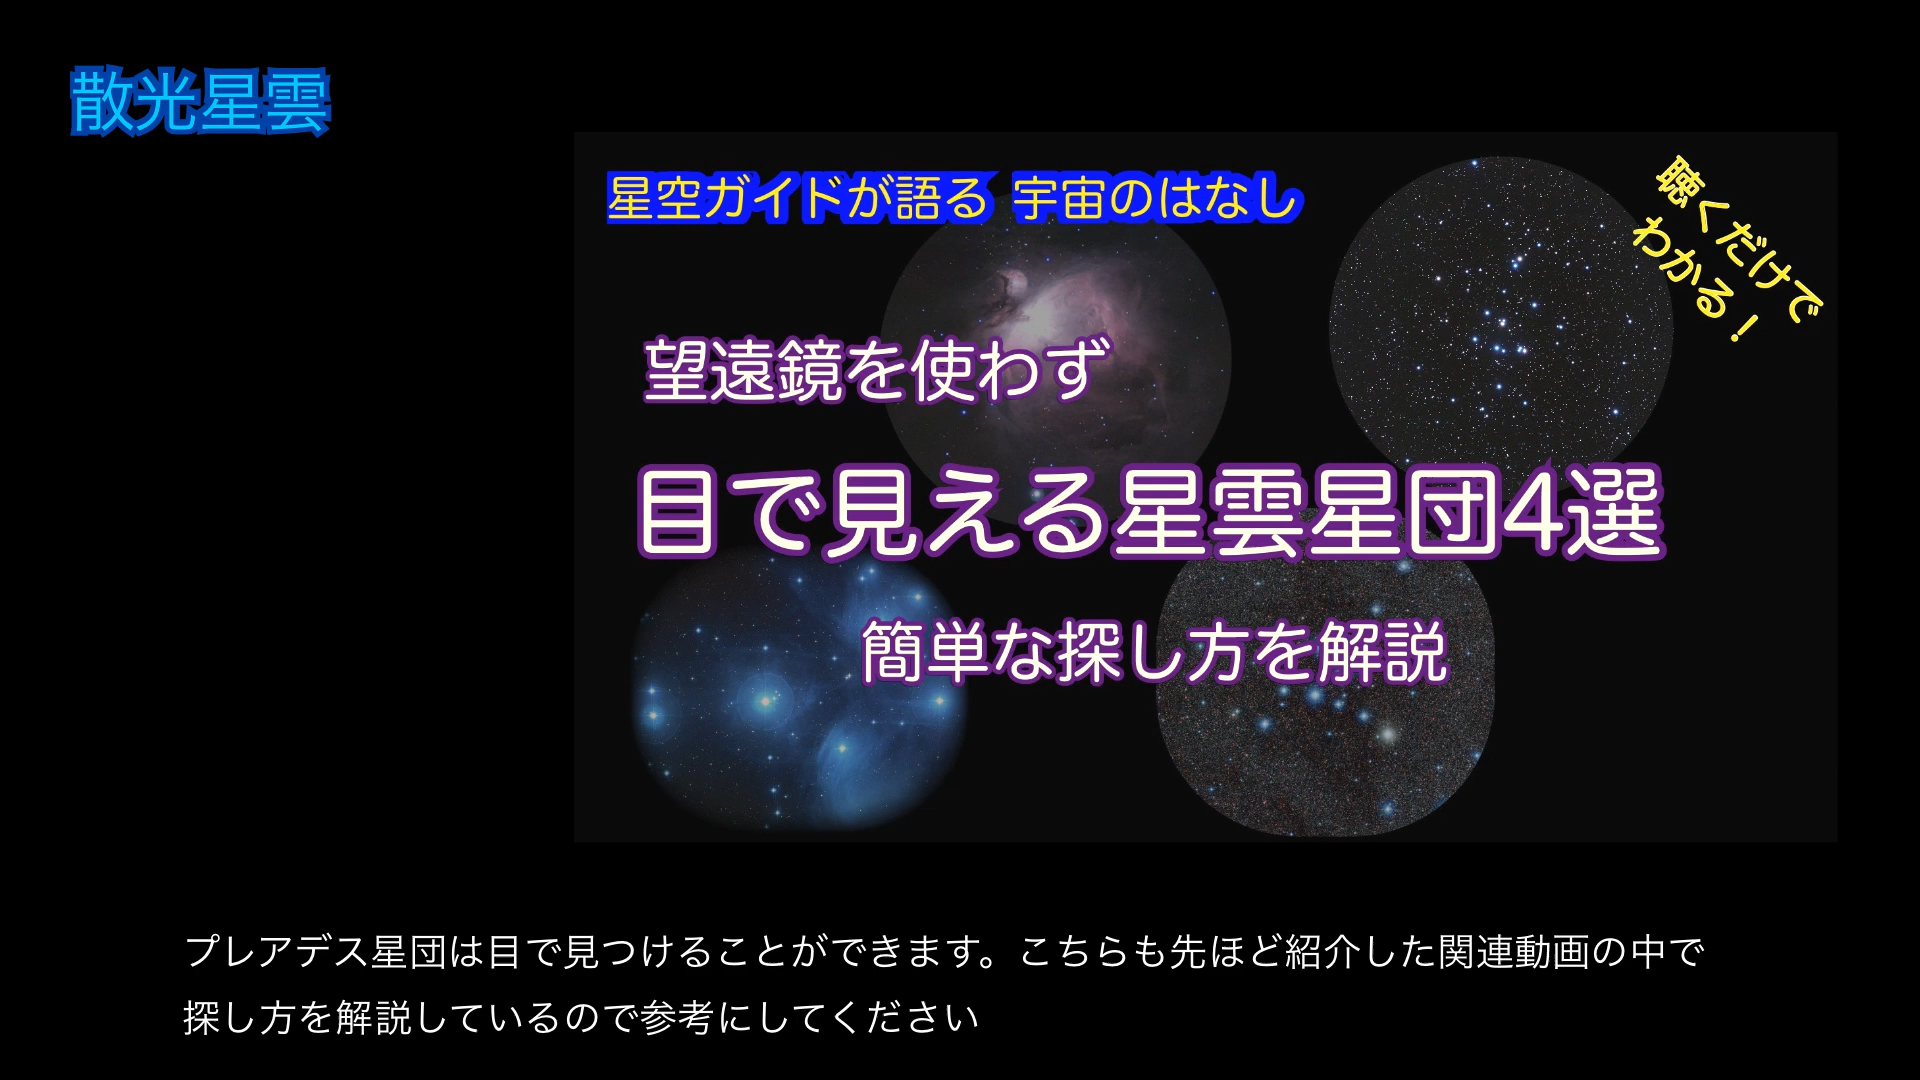 散光星雲
星空ガイドが語る 宇宙のはなし
聴くだけで
わかる！
望遠鏡を使わず
目で見える星雲星団4選
簡単な探し方を解説
プレアデス星団は目で見つけることができます。こちらも先ほど紹介した関連動画の中で
探し方を解説しているので参考にしてください